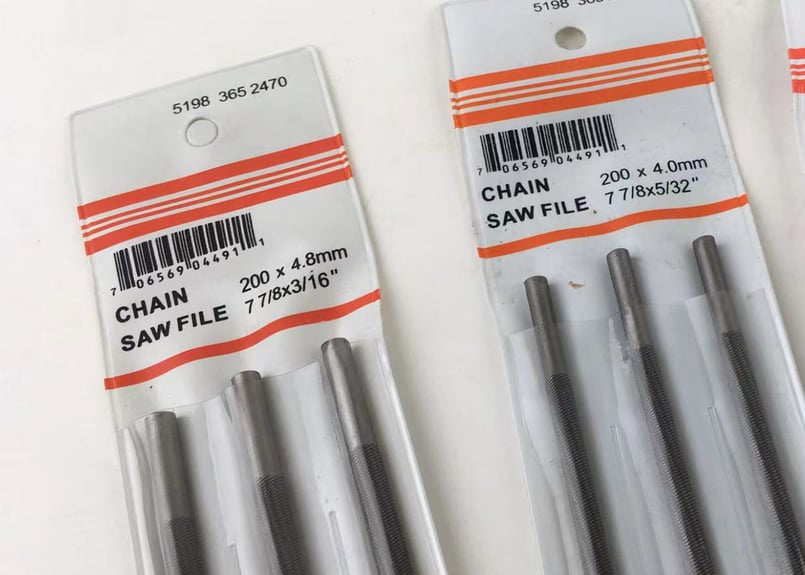 5198 365 2470
7 06569 04491 1
CHAIN
SAW FILE
200 x 4.8mm
7 7/8x3/16"
5198
7 06569 04491 1
CHAIN
SAW FILE
200 x 4.0mm
7 7/8x5/32"